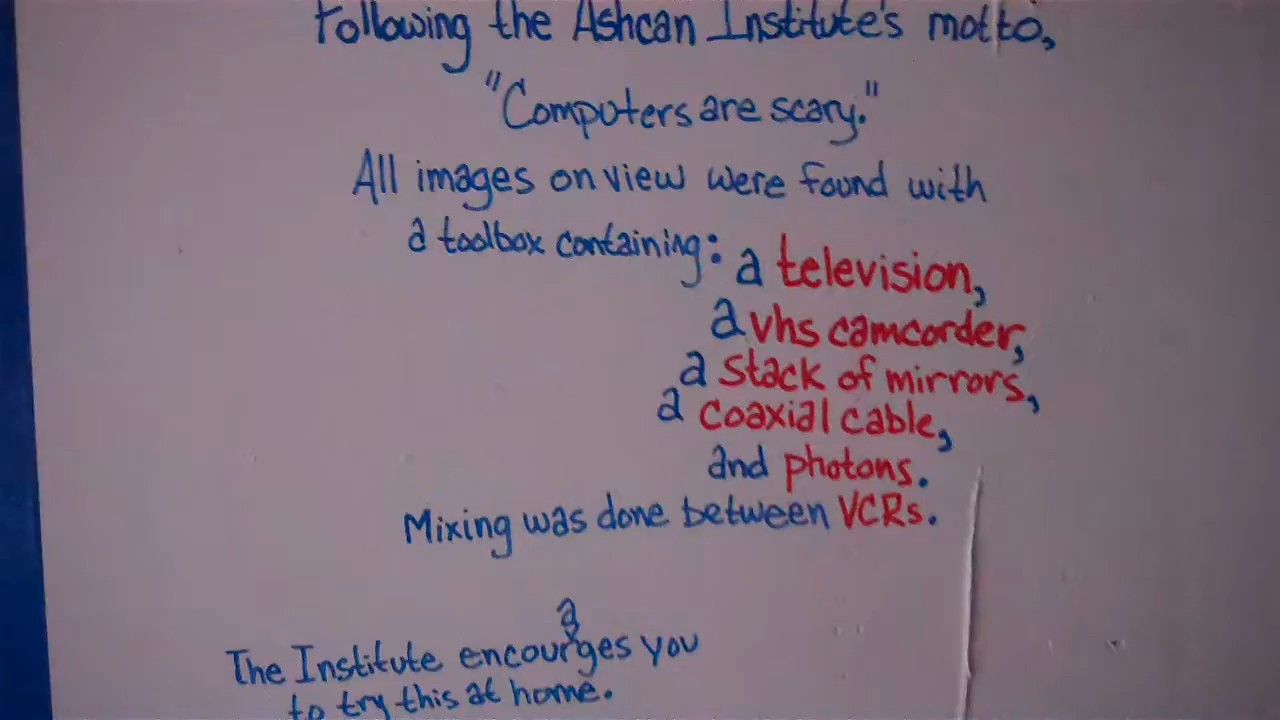 Following the Ashcan Institute's motto,
"Computers are scary."
All images on view were found with
a toolbox containing: a television,
a vhs camcorder,
a stack of mirrors,
a coaxial cable,
and photons.
Mixing was done between VCRs.
The Institute encourages you
to try this at home.